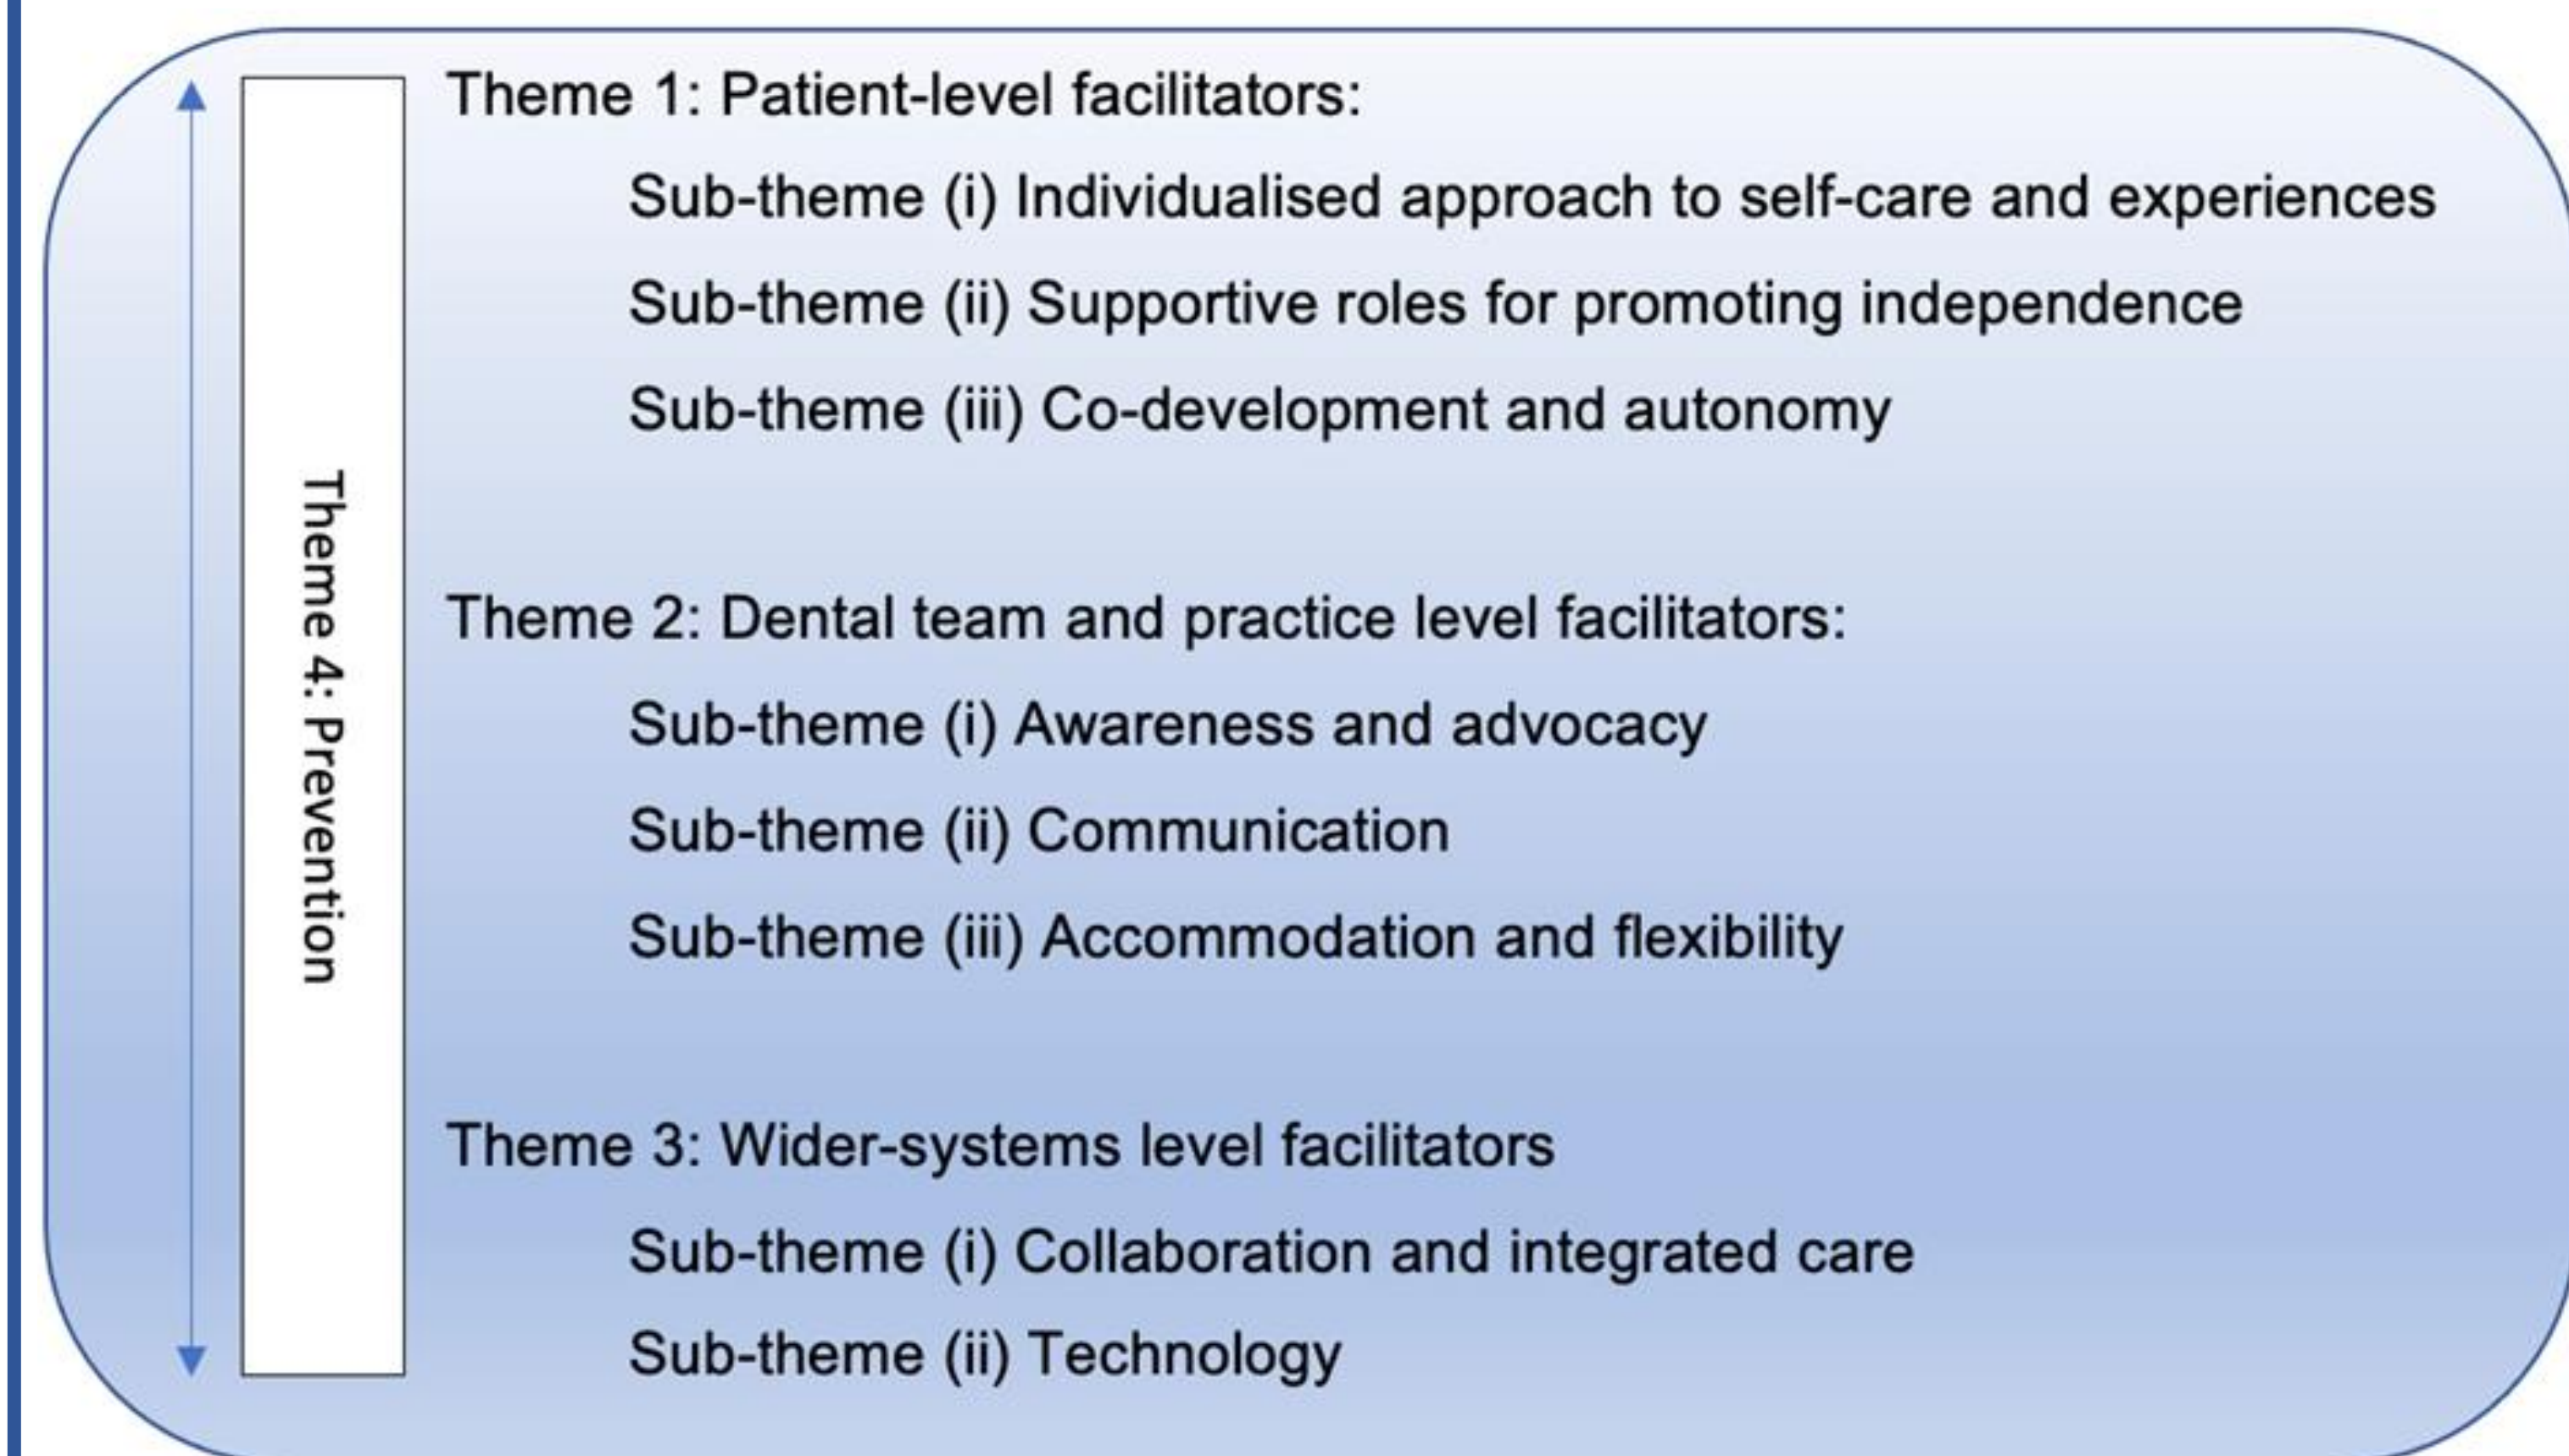 Theme 4: Prevention
Theme 1: Patient-level facilitators:
Sub-theme (i) Individualised approach to self-care and experiences
Sub-theme (ii) Supportive roles for promoting independence
Sub-theme (iii) Co-development and autonomy
Theme 2: Dental team and practice level facilitators:
Sub-theme (i) Awareness and advocacy
Sub-theme (ii) Communication
Sub-theme (iii) Accommodation and flexibility
Theme 3: Wider-systems level facilitators
Sub-theme (i) Collaboration and integrated care
Sub-theme (ii) Technology